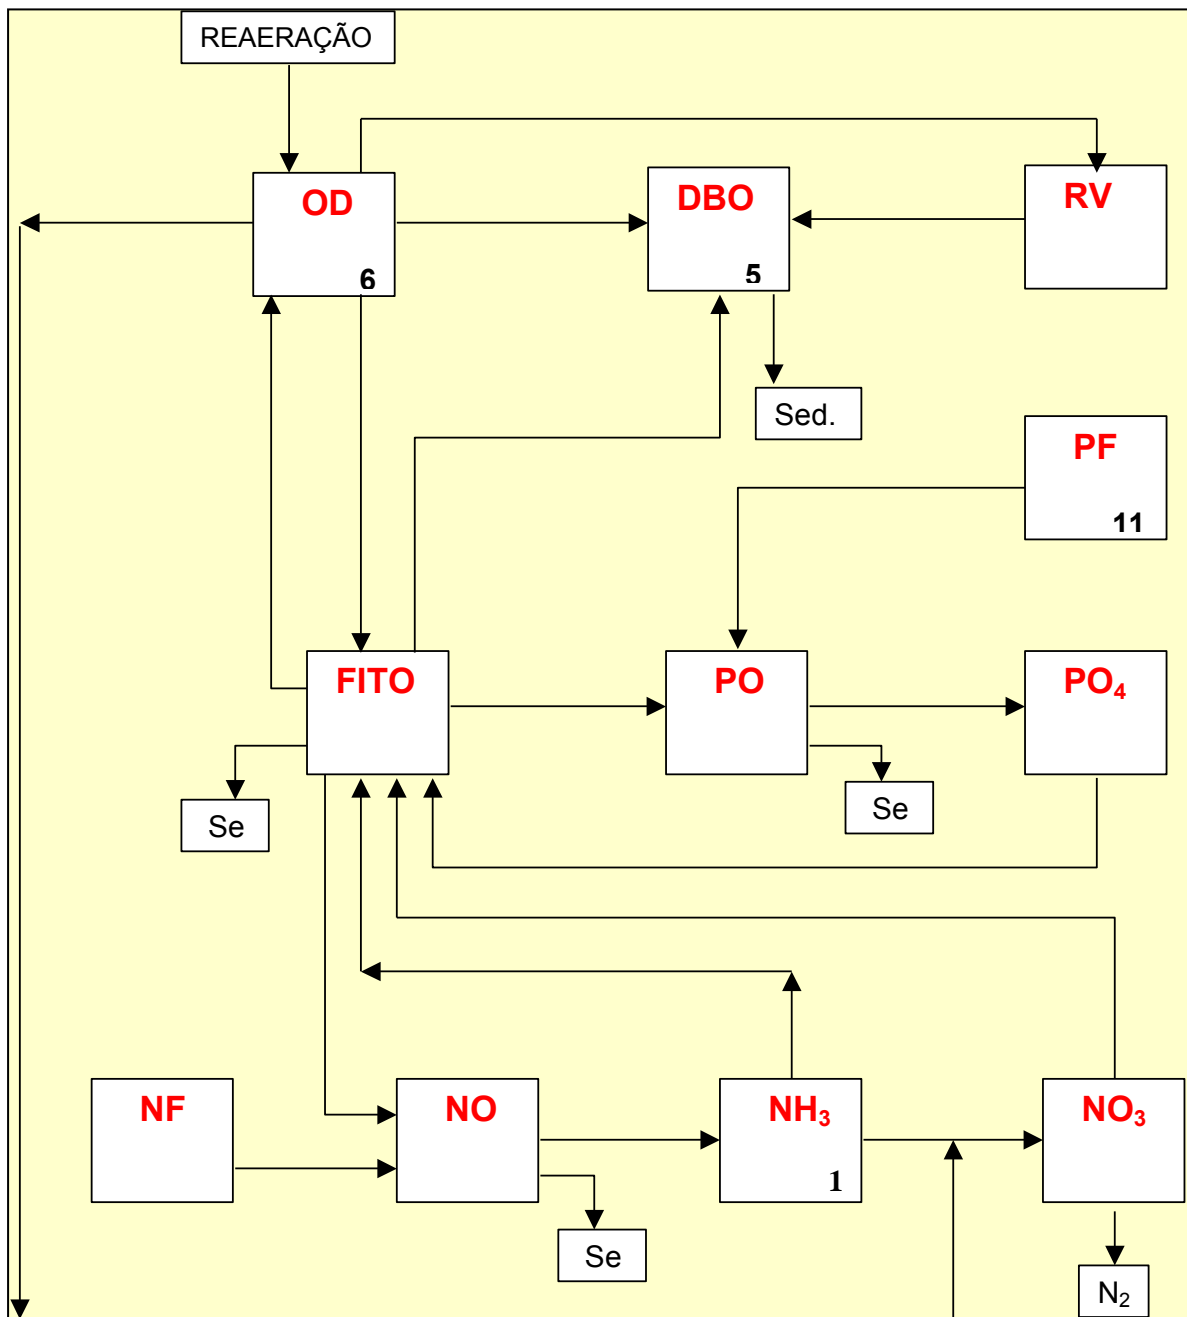 REAERAÇÃO
OD
6
DBO
5
RV
Sed.
PF
11
FITO
PO
PO₄
Se
Se
NF
NO
NH₃
1
NO₃
Se
N₂